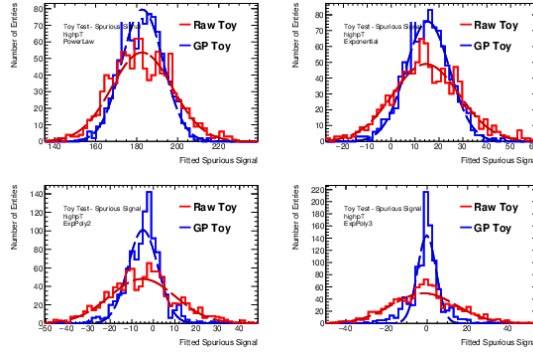 Number of Entries
80
70
60
50
40
30
20
10
0
Toy Test - Spurious Signal
highpT
PowerLaw
Raw Toy
GP Toy
140 160 180 200 220
Fitted Spurious Signal
Number of Entries
80
70
60
50
40
30
20
10
0
Toy Test - Spurious Signal
highpT
Exponential
Raw Toy
GP Toy
−20 −10 0 10 20 30 40 50
Fitted Spurious Signal
Number of Entries
140
120
100
80
60
40
20
0
Toy Test - Spurious Signal
highpT
ExpPoly2
Raw Toy
GP Toy
−50 −40 −30 −20 −10 0 10 20 30 40
Fitted Spurious Signal
Number of Entries
220
200
180
160
140
120
100
80
60
40
20
0
Toy Test - Spurious Signal
highpT
ExpPoly3
Raw Toy
GP Toy
−40 −20 0 20 40
Fitted Spurious Signal